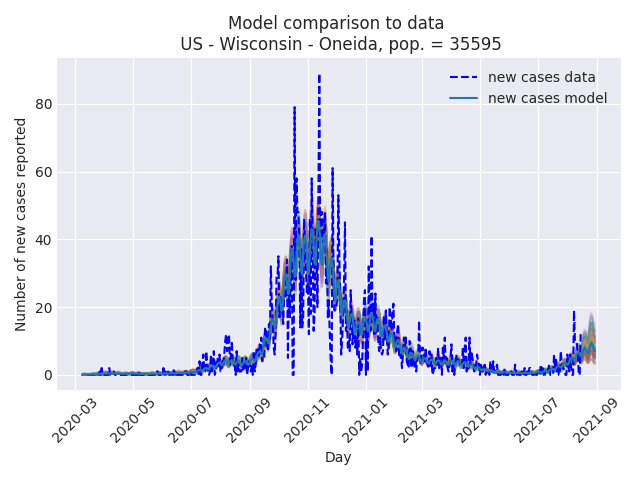 Model comparison to data
US - Wisconsin - Oneida, pop. = 35595
new cases data
new cases model
Number of new cases reported
80
60
40
20
0
2020-03
2020-05
2020-07
2020-09
2020-11
2021-01
2021-03
2021-05
2021-07
2021-09
Day